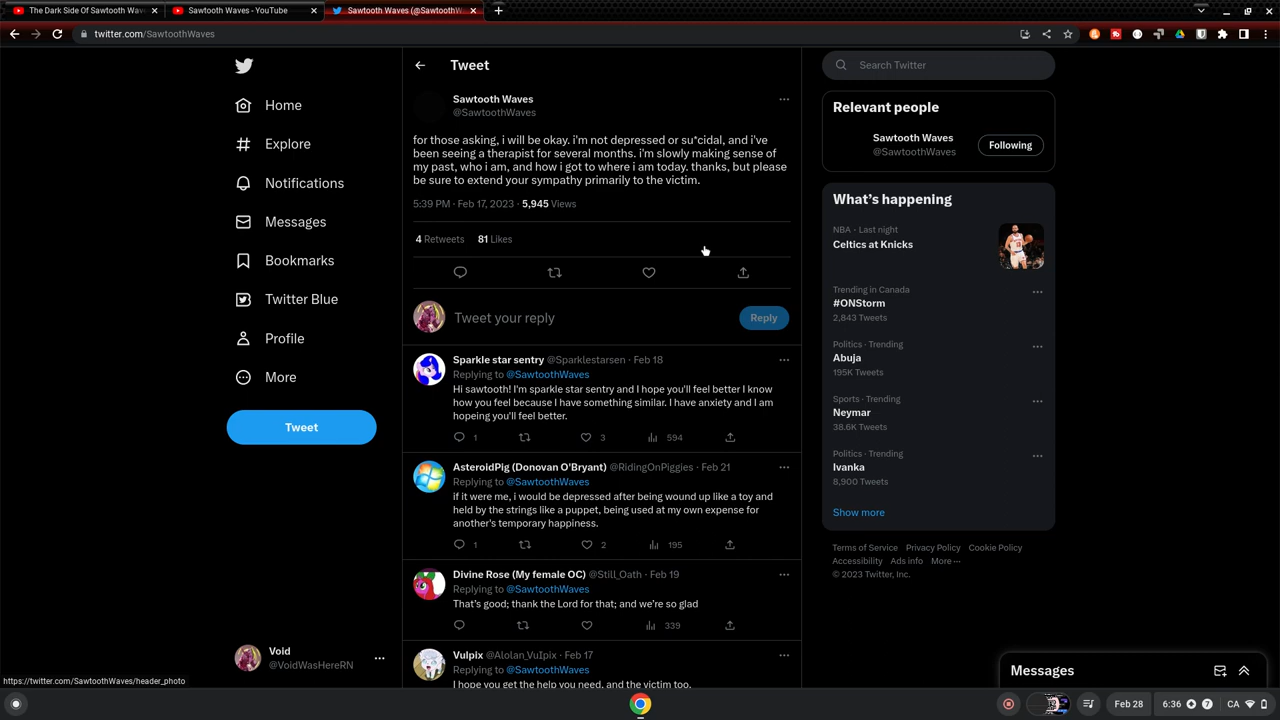 The Dark Side Of Sawtooth Wav
Sawtooth Waves - YouTube
Sawtooth Waves (@SawtoothW
twitter.com/SawtoothWaves
Home
Explore
Notifications
Messages
Bookmarks
Twitter Blue
Profile
More
Tweet
Void
@VoidWasHereRN
https://twitter.com/SawtoothWaves/header_photo
Tweet
Sawtooth Waves
@SawtoothWaves
for those asking, i will be okay. i'm not depressed or su*cidal, and i've
been seeing a therapist for several months. i'm slowly making sense of
my past, who i am, and how i got to where i am today. thanks, but please
be sure to extend your sympathy primarily to the victim.
5:39 PM · Feb 17, 2023 · 5,945 Views
4 Retweets 81 Likes
Tweet your reply
Reply
Sparkle star sentry @Sparklestarsen · Feb 18
Replying to @SawtoothWaves
Hi sawtooth! I'm sparkle star sentry and I hope you'll feel better I know
how you feel because I have something similar. I have anxiety and I am
hopeing you'll feel better.
1 3 594
AsteroidPig (Donovan O'Bryant) @RidingOnPiggies · Feb 21
Replying to @SawtoothWaves
if it were me, i would be depressed after being wound up like a toy and
held by the strings like a puppet, being used at my own expense for
another's temporary happiness.
1 2 195
Divine Rose (My female OC) @Still_Oath · Feb 19
Replying to @SawtoothWaves
That's good; thank the Lord for that; and we're so glad
339
Vulpix @Alolan_VuIpix · Feb 17
Replying to @SawtoothWaves
I hope you get the help you need, and the victim too.
Search Twitter
Relevant people
Sawtooth Waves
@SawtoothWaves
Following
What's happening
NBA · Last night
Celtics at Knicks
Trending in Canada
#ONStorm
2,843 Tweets
Politics · Trending
Abuja
195K Tweets
Sports · Trending
Neymar
38.6K Tweets
Politics · Trending
Ivanka
8,900 Tweets
Show more
Terms of Service Privacy Policy Cookie Policy
Accessibility Ads info More ···
© 2023 Twitter, Inc.
Messages
Feb 28
6:36
7
CA